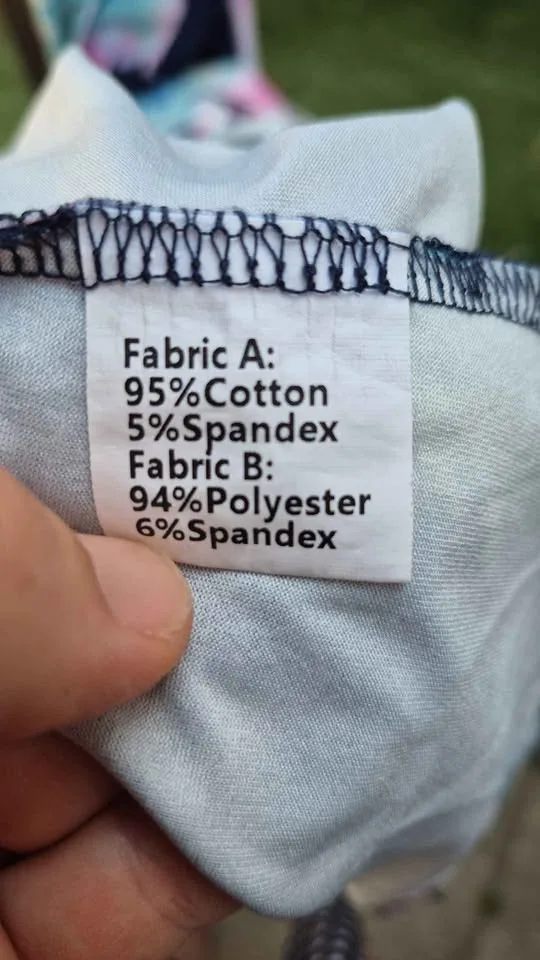 Fabric A:
95%Cotton
5%Spandex
Fabric B:
94%Polyester
6%Spandex